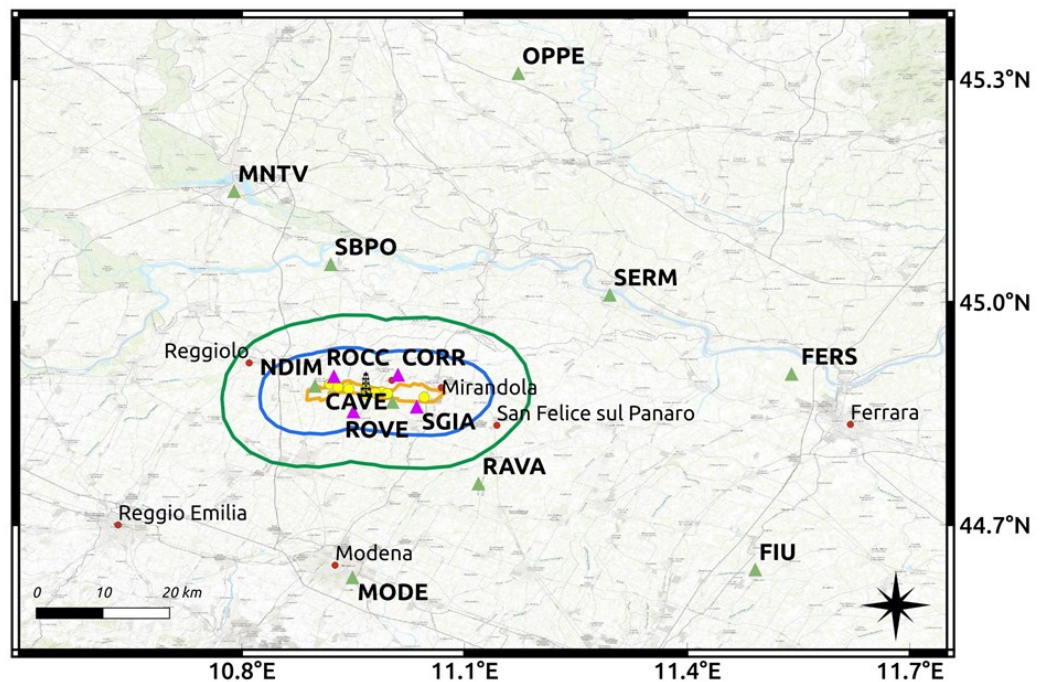 OPPE
45.3°N
MNTV
SBPO
SERM
45.0°N
Reggiolo
NDIM
ROCC
CORR
FERS
CAVE
Mirandola
ROVE
SGIA
San Felice sul Panaro
Ferrara
RAVA
Reggio Emilia
44.7°N
Modena
FIU
MODE
0 10 20 km
10.8°E
11.1°E
11.4°E
11.7°E